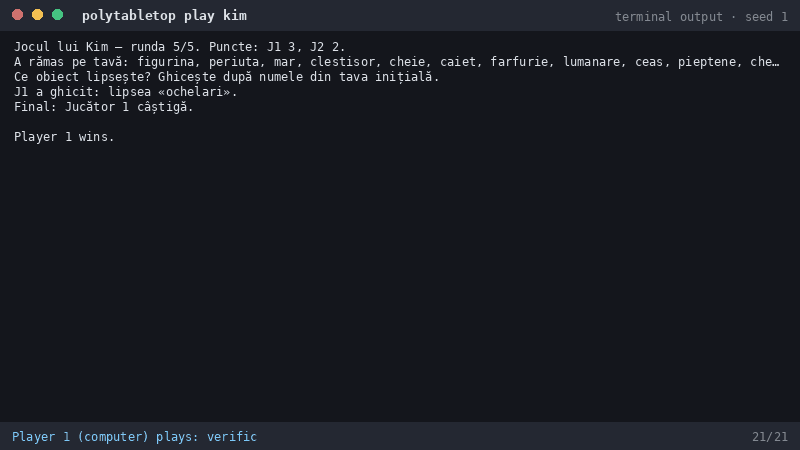 polytabletop play kim
terminal output · seed 1
Jocul lui Kim — runda 5/5. Puncte: J1 3, J2 2.
A rămas pe tavă: figurina, periuta, mar, clestisor, cheie, caiet, farfurie, lumanare, ceas, pieptene, che…
Ce obiect lipsește? Ghicește după numele din tava inițială.
J1 a ghicit: lipsea «ochelari».
Final: Jucător 1 câștigă.
Player 1 wins.
Player 1 (computer) plays: verific
21/21